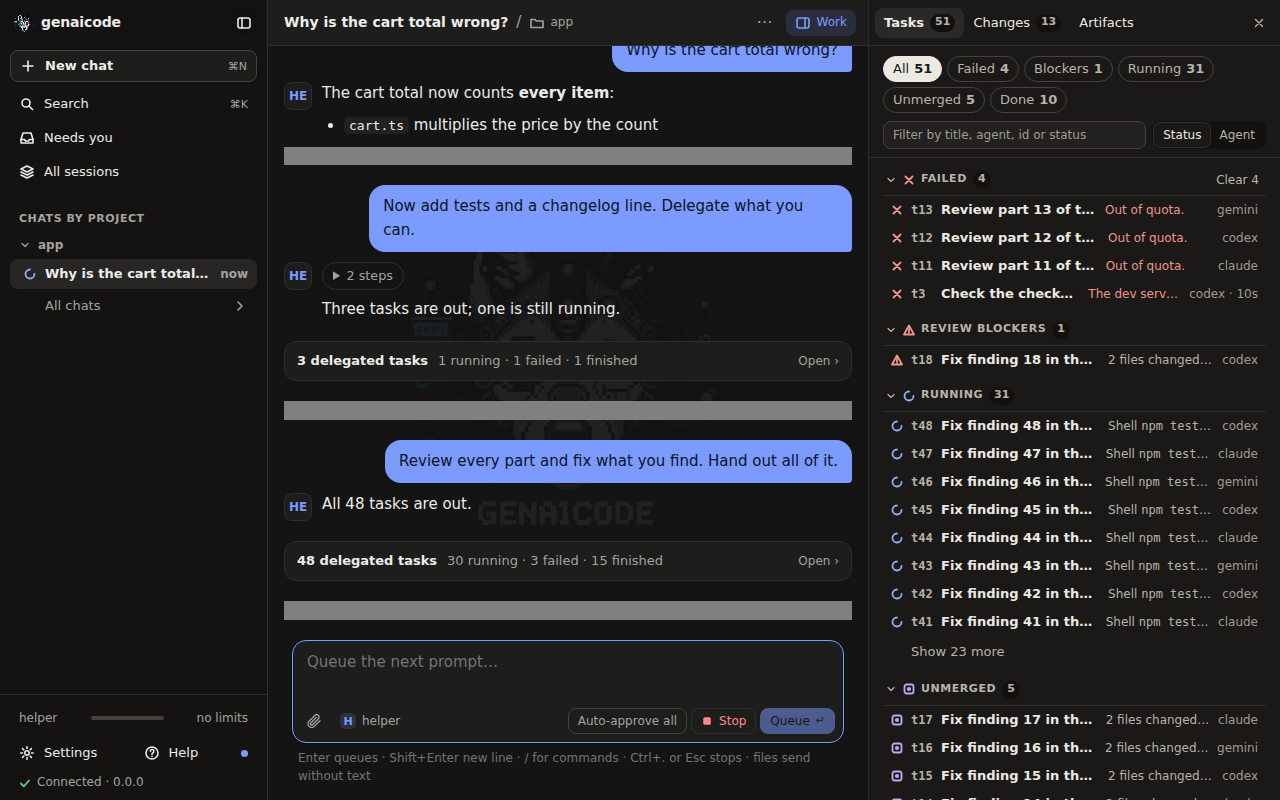 genaicode
New chat ⌘N
Search ⌘K
Needs you
All sessions
CHATS BY PROJECT
app
Why is the cart total… now
All chats
helper no limits
Settings Help
Connected · 0.0.0
Why is the cart total wrong? / app ··· Work
Why is the cart total wrong?
HE The cart total now counts every item:
• cart.ts multiplies the price by the count
Now add tests and a changelog line. Delegate what you
can.
HE 2 steps
Three tasks are out; one is still running.
3 delegated tasks 1 running · 1 failed · 1 finished Open ›
Review every part and fix what you find. Hand out all of it.
HE All 48 tasks are out.
GENAICODE
48 delegated tasks 30 running · 3 failed · 15 finished Open ›
Queue the next prompt…
H helper Auto-approve all Stop Queue ↵
Enter queues · Shift+Enter new line · / for commands · Ctrl+. or Esc stops · files send
without text
Tasks 51 Changes 13 Artifacts
All 51 Failed 4 Blockers 1 Running 31
Unmerged 5 Done 10
Filter by title, agent, id or status Status Agent
FAILED 4 Clear 4
t13 Review part 13 of t… Out of quota. gemini
t12 Review part 12 of t… Out of quota. codex
t11 Review part 11 of t… Out of quota. claude
t3 Check the check… The dev serv… codex · 10s
REVIEW BLOCKERS 1
t18 Fix finding 18 in th… 2 files changed… codex
RUNNING 31
t48 Fix finding 48 in th… Shell npm test… codex
t47 Fix finding 47 in th… Shell npm test… claude
t46 Fix finding 46 in th… Shell npm test… gemini
t45 Fix finding 45 in th… Shell npm test… codex
t44 Fix finding 44 in th… Shell npm test… claude
t43 Fix finding 43 in th… Shell npm test… gemini
t42 Fix finding 42 in th… Shell npm test… codex
t41 Fix finding 41 in th… Shell npm test… claude
Show 23 more
UNMERGED 5
t17 Fix finding 17 in th… 2 files changed… claude
t16 Fix finding 16 in th… 2 files changed… gemini
t15 Fix finding 15 in th… 2 files changed… codex